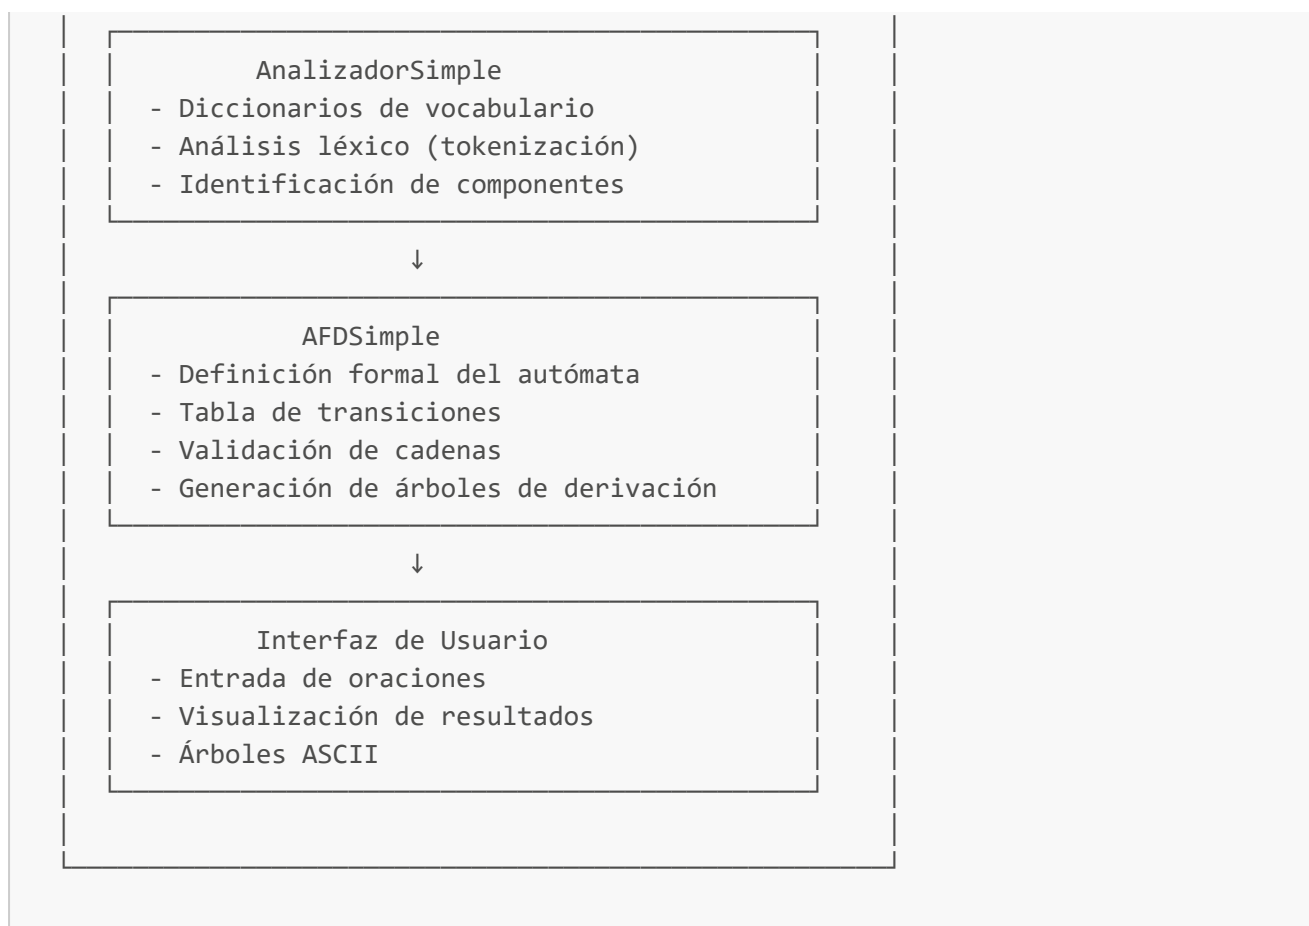 AnalizadorSimple
- Diccionarios de vocabulario
- Análisis léxico (tokenización)
- Identificación de componentes
↓
AFDSimple
- Definición formal del autómata
- Tabla de transiciones
- Validación de cadenas
- Generación de árboles de derivación
↓
Interfaz de Usuario
- Entrada de oraciones
- Visualización de resultados
- Árboles ASCII